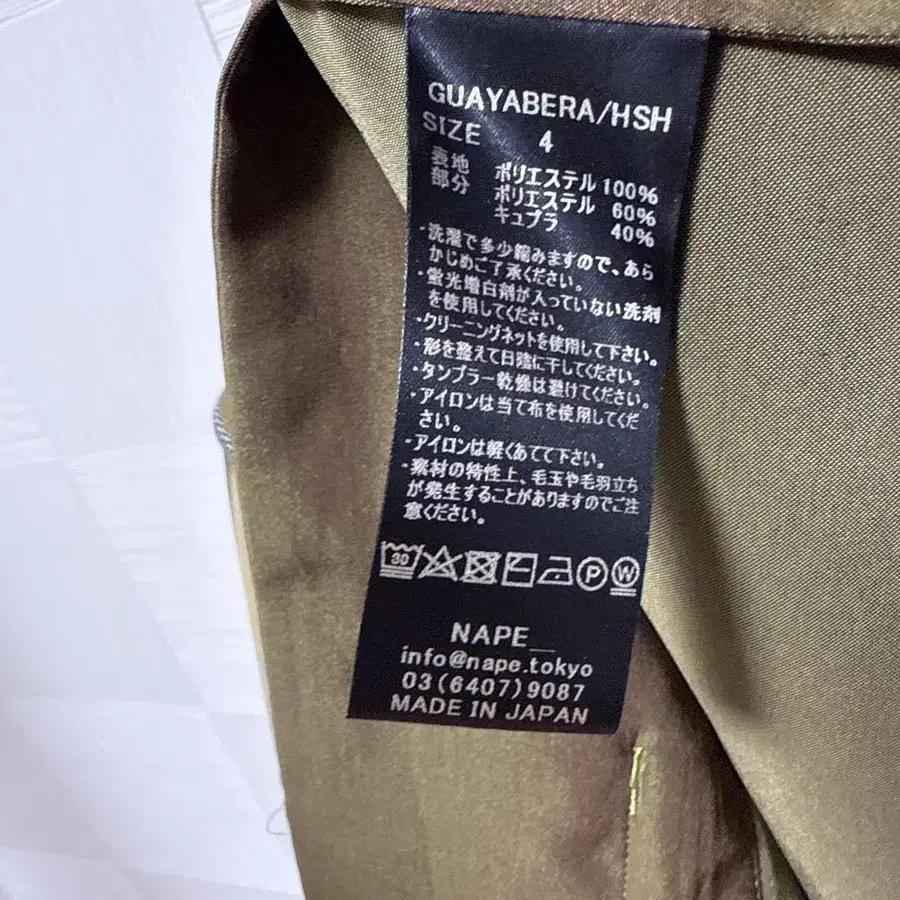 GUAYABERA/HSH
SIZE 4
表地 ポリエステル 100%
部分 ポリエステル 60%
キュプラ 40%
・洗濯で多少縮みますので、あら
かじめご了承ください。
・蛍光増白剤が入っていない洗剤
を使用してください。
・クリーニングネットを使用して下さい。
・形を整えて日陰に干してください。
・タンブラー乾燥は避けてください。
・アイロンは当て布を使用してくだ
さい。
・アイロンは軽くあてて下さい。
・素材の特性上、毛玉や毛羽立ち
が発生することがありますのでご注
意ください。
30 P W
NAPE_
info@nape.tokyo
03(6407)9087
MADE IN JAPAN